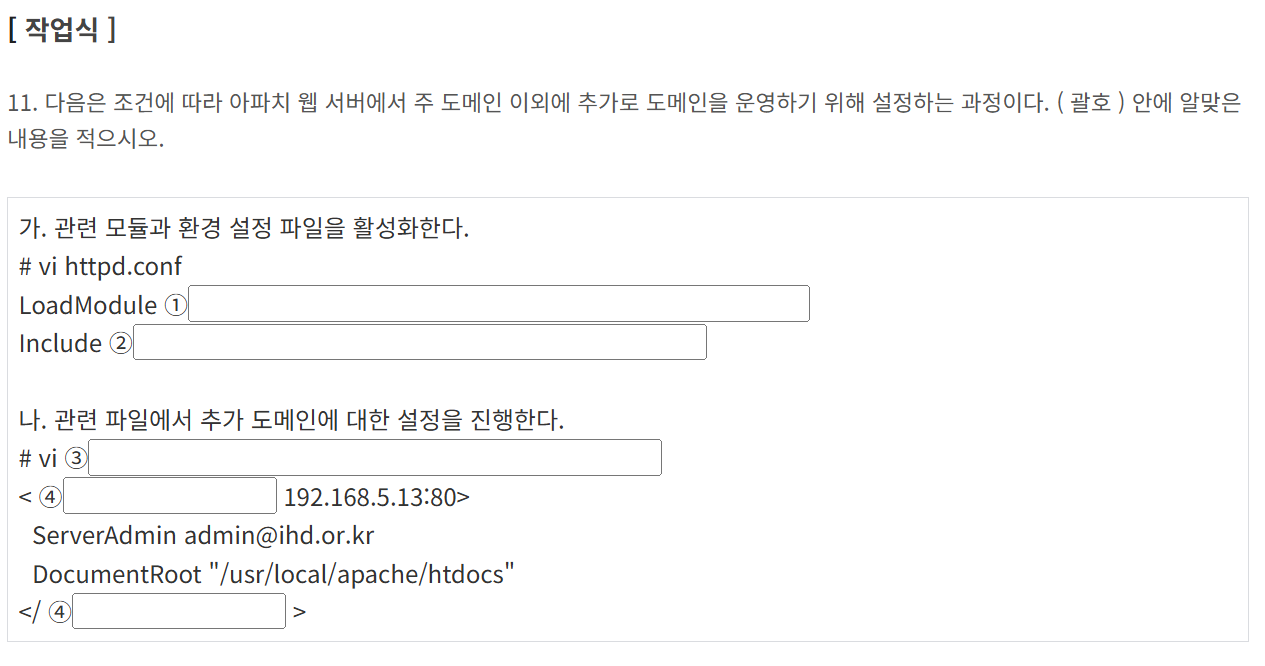 [ 작업식 ]
11. 다음은 조건에 따라 아파치 웹 서버에서 주 도메인 이외에 추가로 도메인을 운영하기 위해 설정하는 과정이다. ( 괄호 ) 안에 알맞은
내용을 적으시오.
가. 관련 모듈과 환경 설정 파일을 활성화한다.
# vi httpd.conf
LoadModule ①
Include ②
나. 관련 파일에서 추가 도메인에 대한 설정을 진행한다.
# vi ③
< ④ 192.168.5.13:80>
ServerAdmin admin@ihd.or.kr
DocumentRoot "/usr/local/apache/htdocs"
</ ④ >